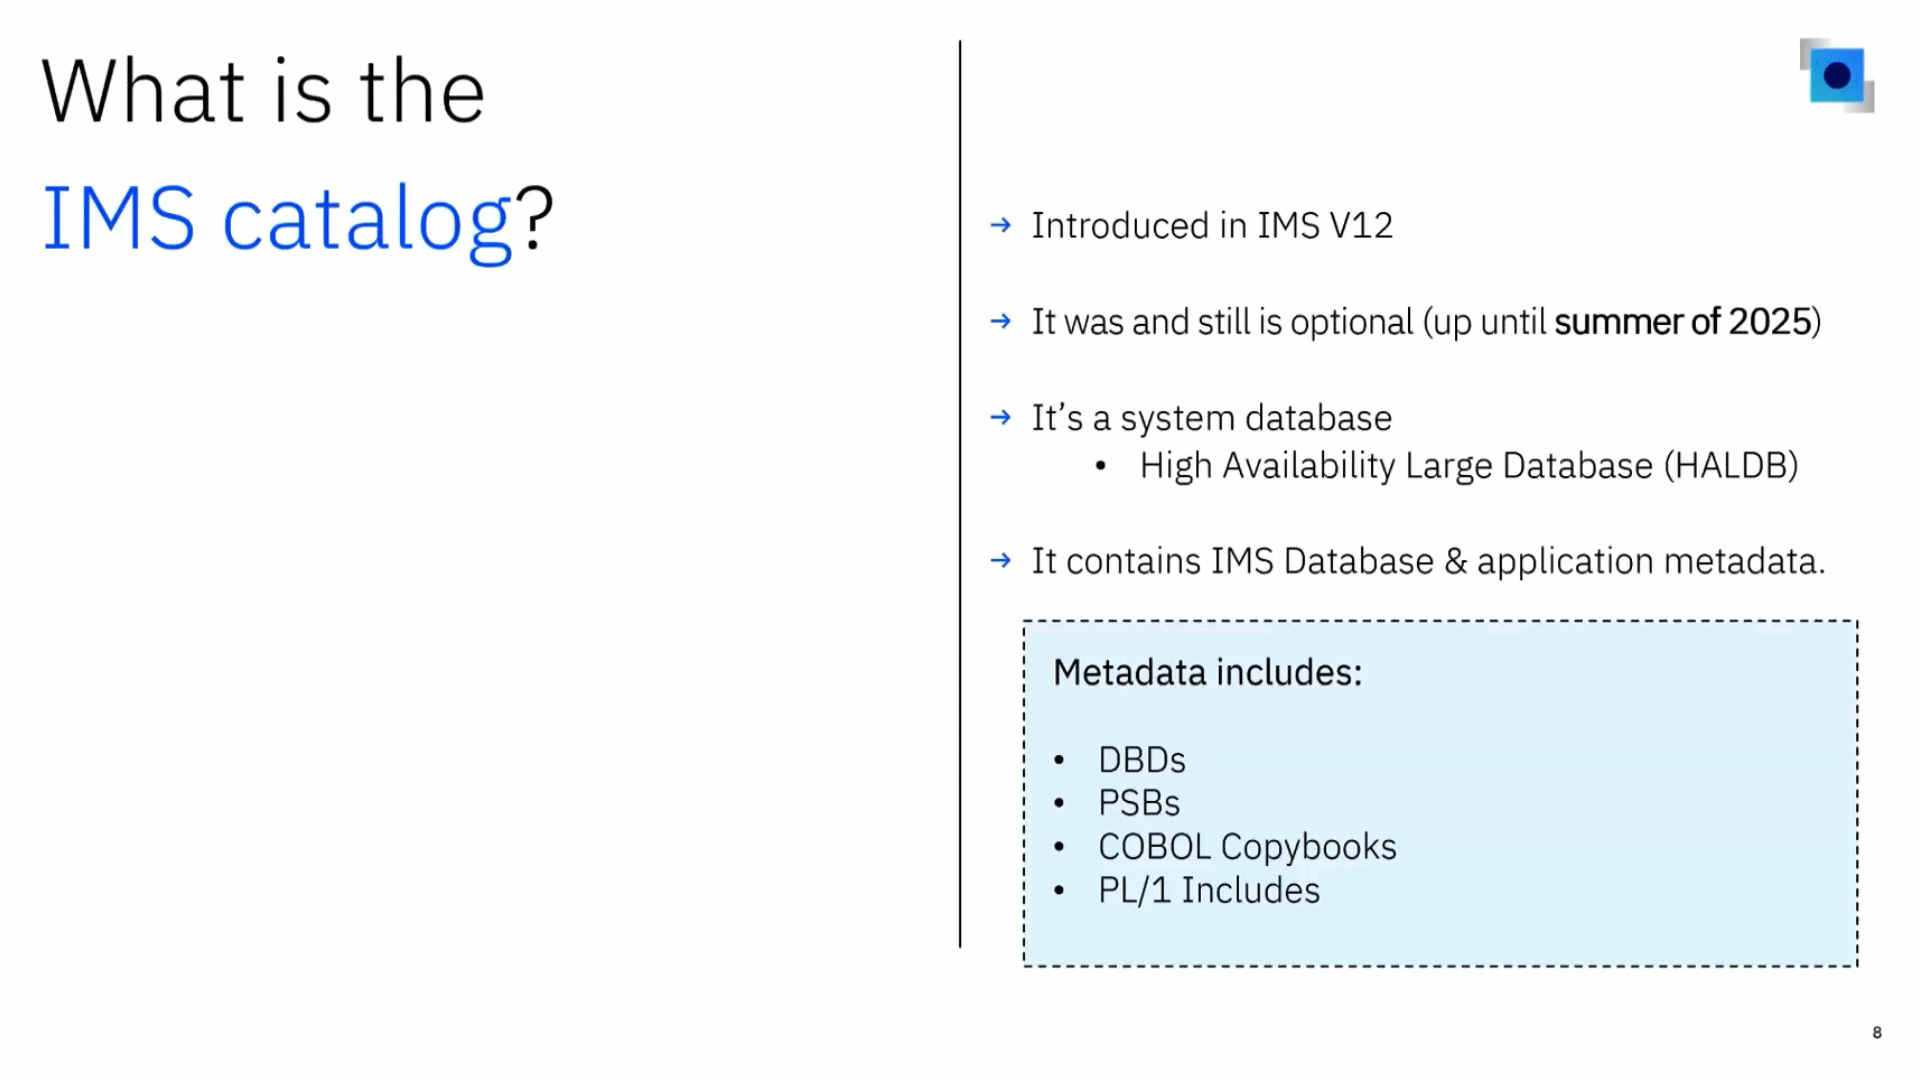 What is the
IMS catalog?
→ Introduced in IMS V12
→ It was and still is optional (up until summer of 2025)
→ It’s a system database
• High Availability Large Database (HALDB)
→ It contains IMS Database & application metadata.
Metadata includes:
• DBDs
• PSBs
• COBOL Copybooks
• PL/1 Includes
8